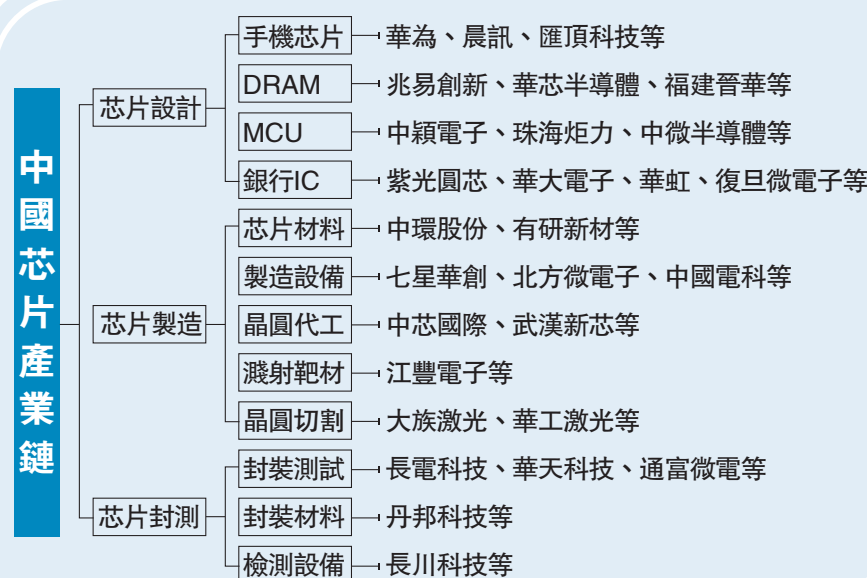 中國芯片產業鏈
芯片設計
手機芯片
華為、晨訊、匯頂科技等
DRAM
兆易創新、華芯半導體、福建晉華等
MCU
中穎電子、珠海炬力、中微半導體等
銀行IC
紫光圓芯、華大電子、華虹、復旦微電子等
芯片製造
芯片材料
中環股份、有研新材等
製造設備
七星華創、北方微電子、中國電科等
晶圓代工
中芯國際、武漢新芯等
濺射靶材
江豐電子等
晶圓切割
大族激光、華工激光等
芯片封測
封裝測試
長電科技、華天科技、通富微電等
封裝材料
丹邦科技等
檢測設備
長川科技等